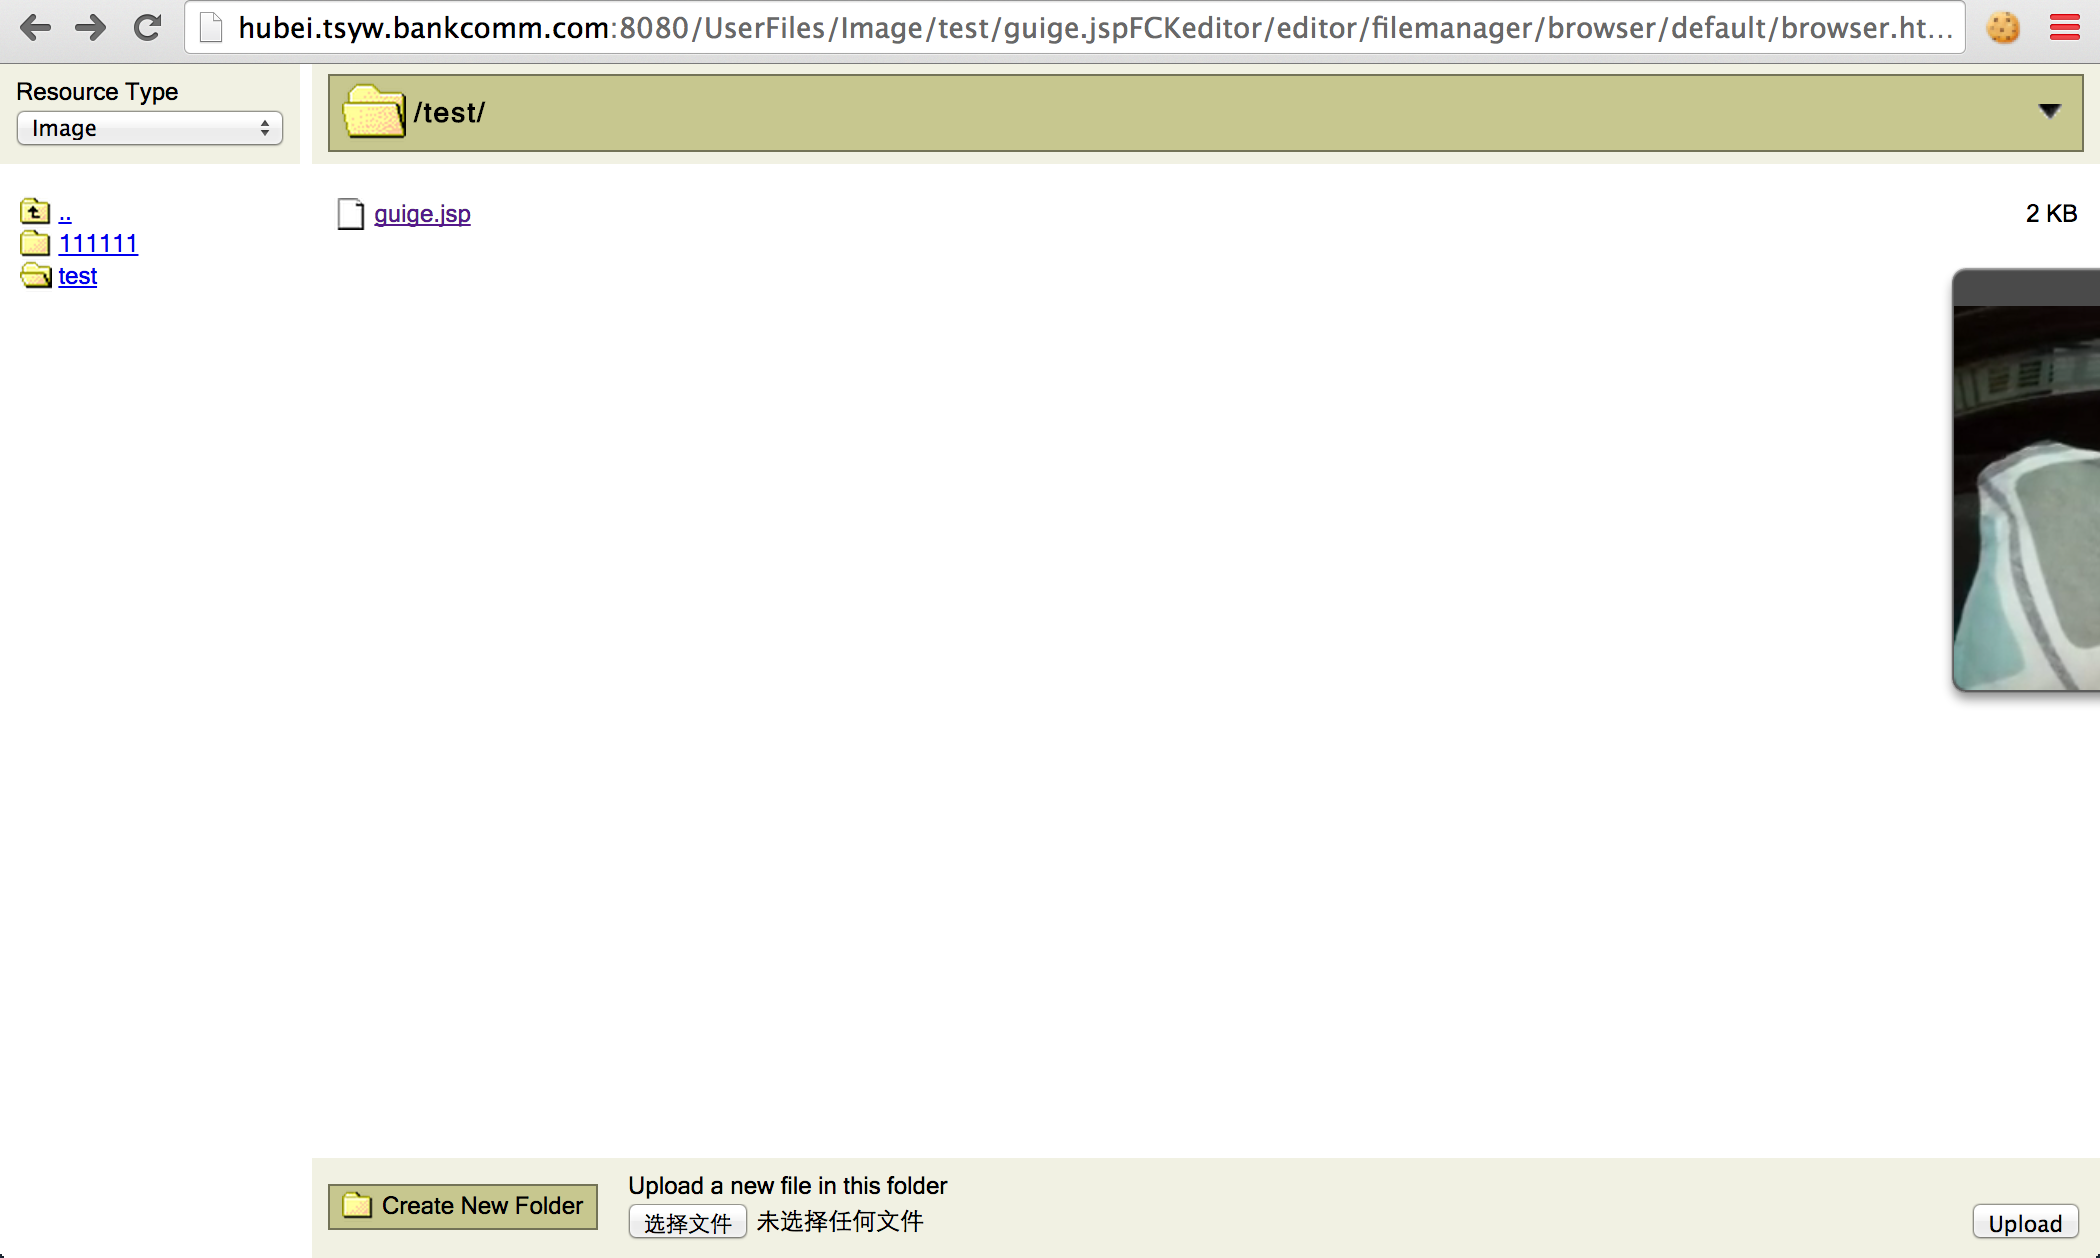 hubei.tsyw.bankcomm.com:8080/UserFiles/Image/test/guige.jspFCKeditor/editor/filemanager/browser/default/browser.ht...
Resource Type
Image
/test/
..
111111
test
guige.jsp 2 KB
Create New Folder
Upload a new file in this folder
选择文件 未选择任何文件
Upload